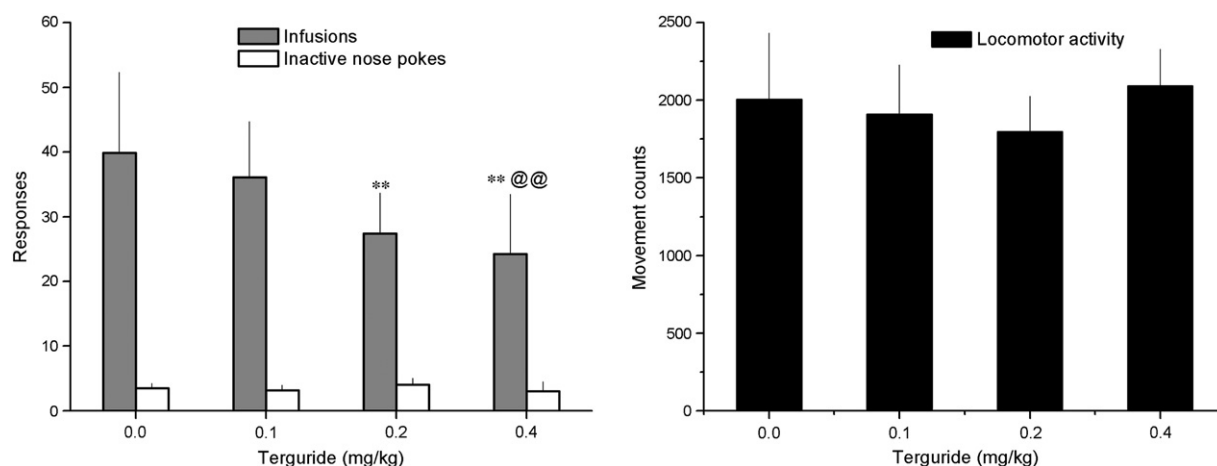 60
50
40
30
20
10
0
Responses
Infusions
Inactive nose pokes
**
** @@
0.0 0.1 0.2 0.4
Terguride (mg/kg)
2500
2000
1500
1000
500
0
Movement counts
Locomotor activity
0.0 0.1 0.2 0.4
Terguride (mg/kg)